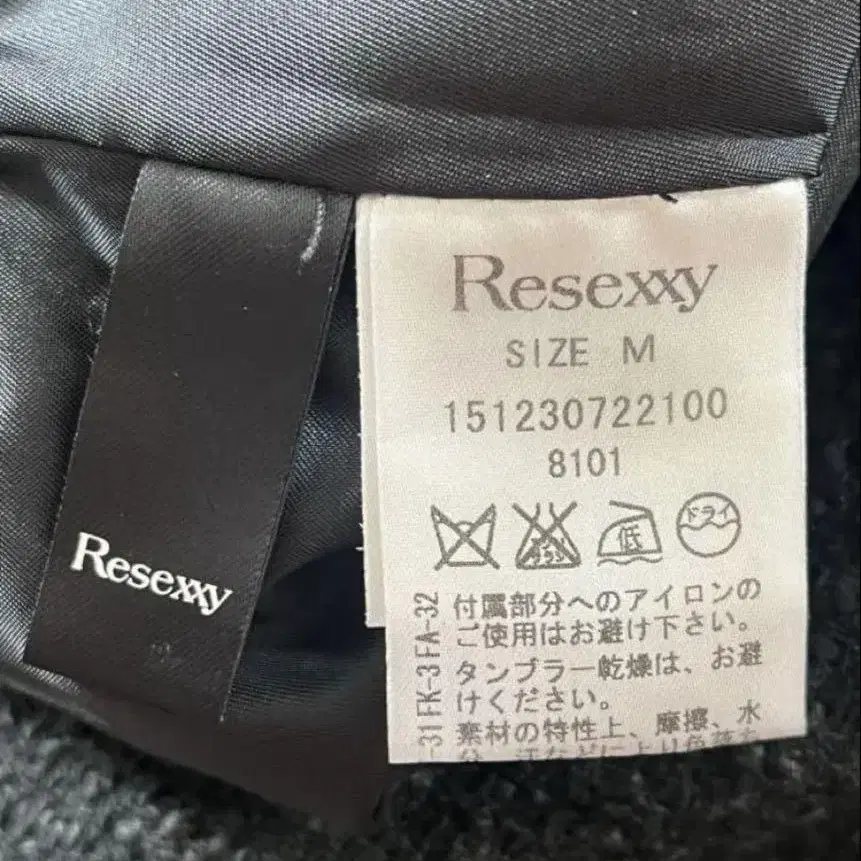 Resexxy
Resexxy
SIZE M
151230722100
8101
低
ドライ
付属部分へのアイロンの
ご使用はお避け下さい。
タンブラー乾燥は、お避
けください。
素材の特性上、摩擦、水
-31FK-3FA-32